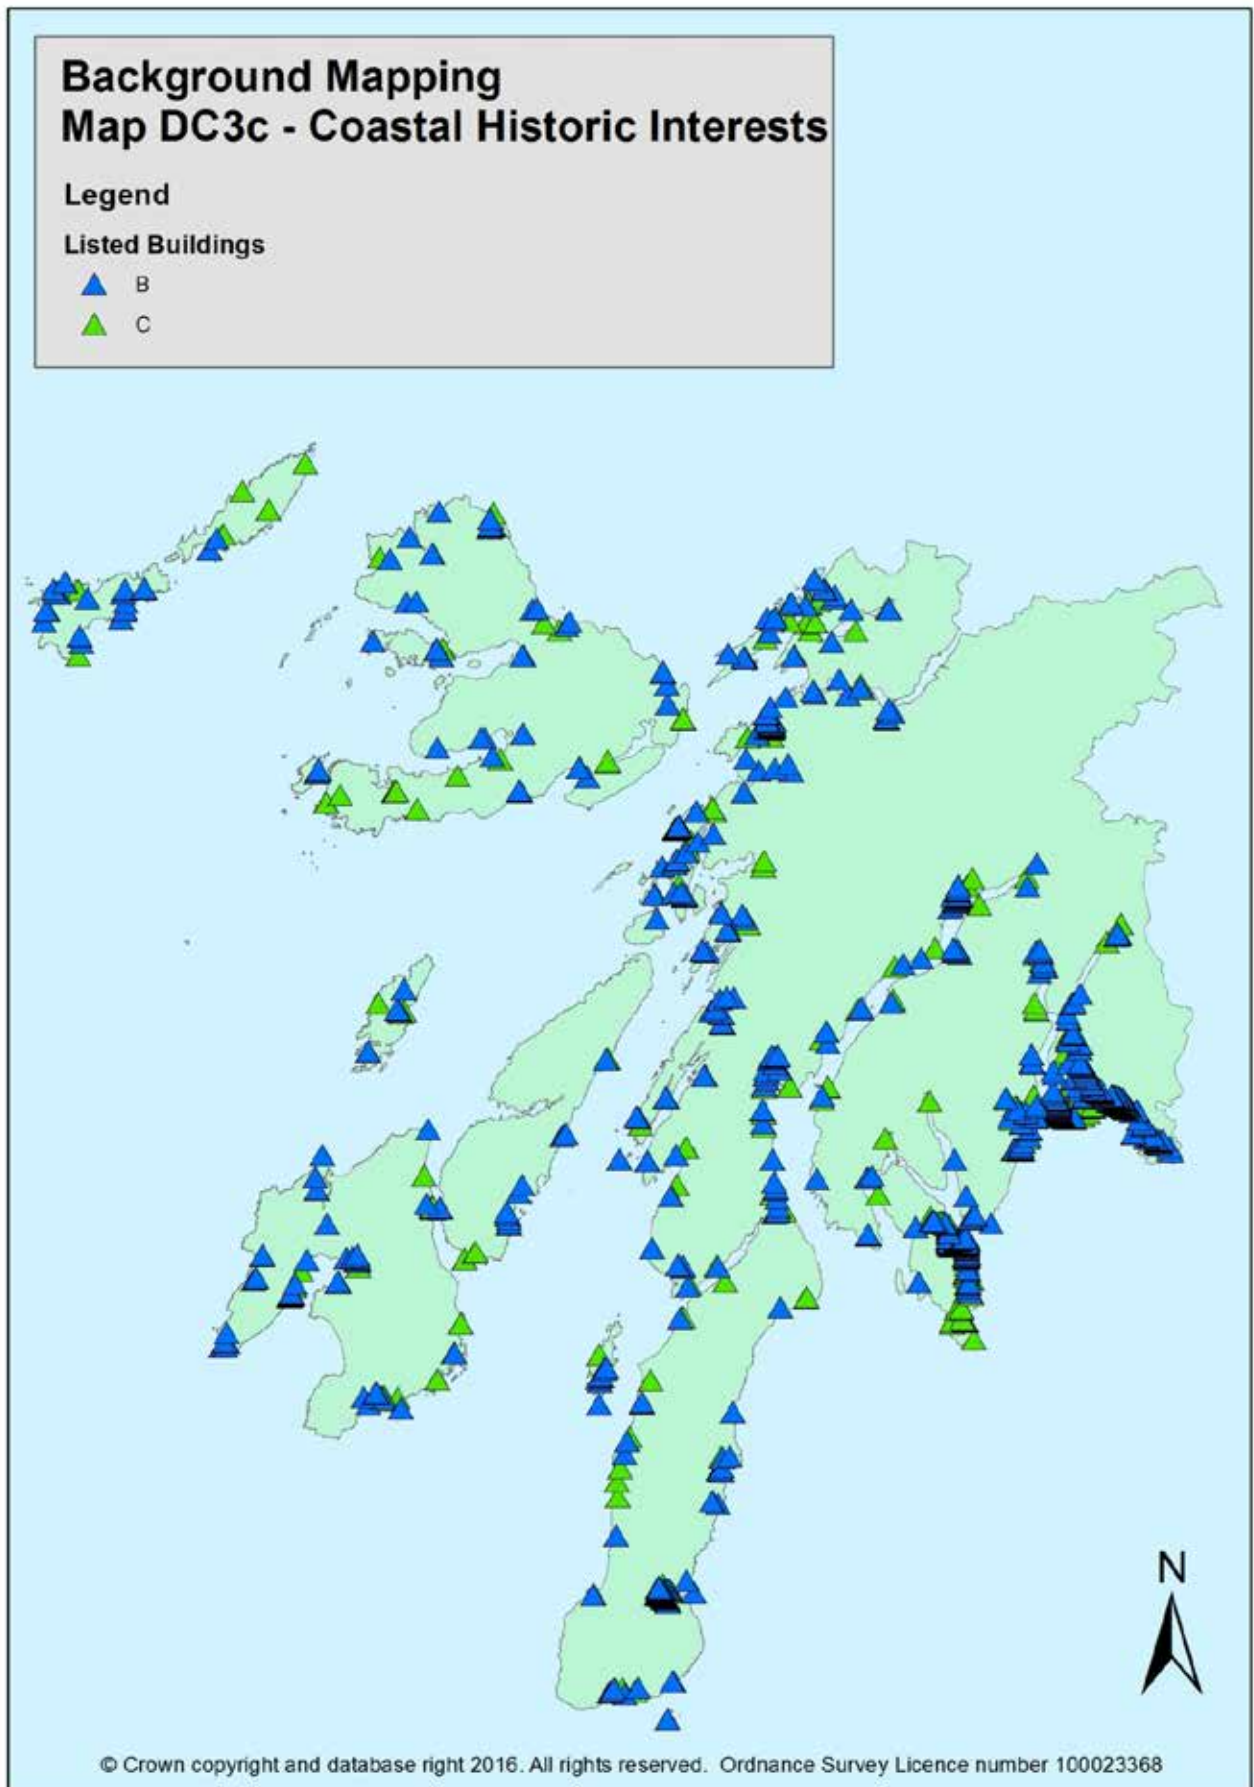 Background Mapping
Map DC3c - Coastal Historic Interests
Legend
Listed Buildings
B
C
N
© Crown copyright and database right 2016. All rights reserved. Ordnance Survey Licence number 100023368